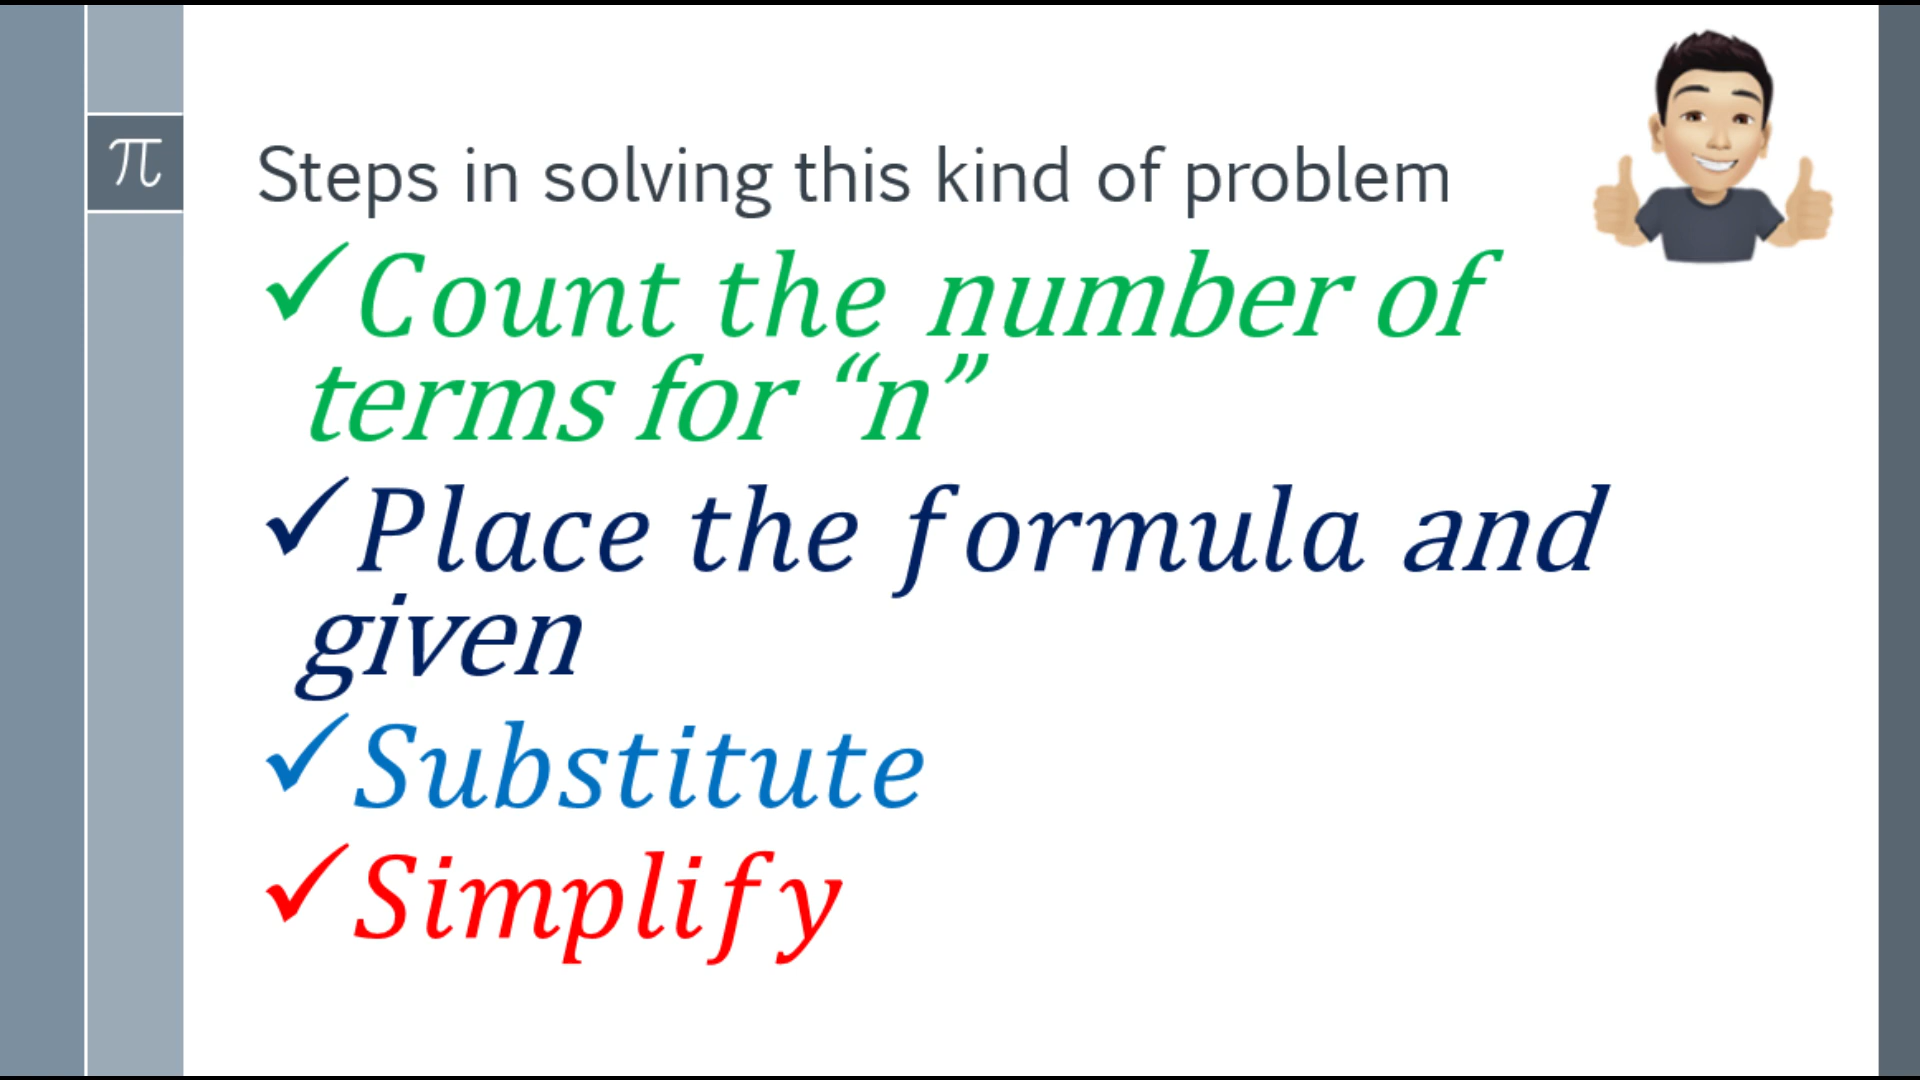 π
Steps in solving this kind of problem
✓Count the number of
terms for “n”
✓Place the formula and
given
✓Substitute
✓Simplify